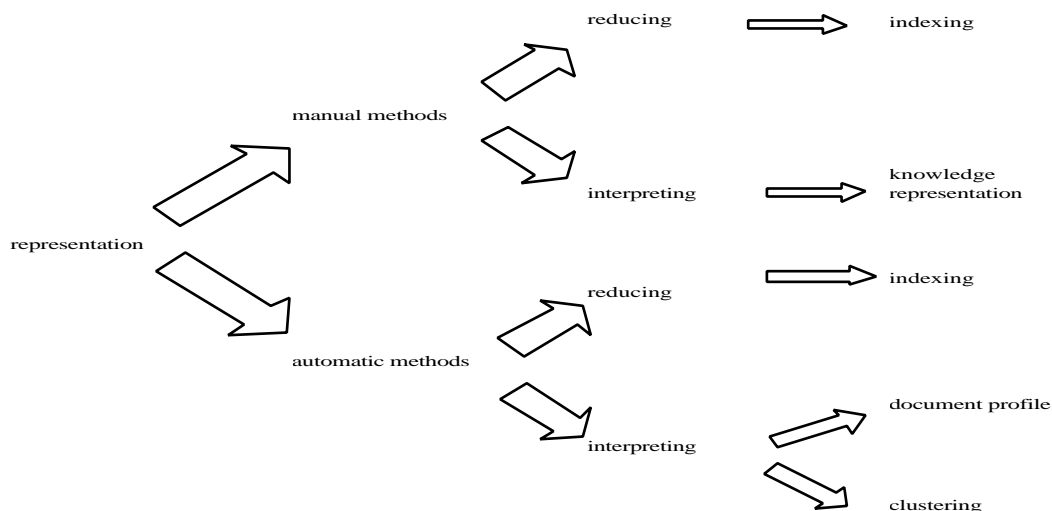 reducing
indexing
manual methods
interpreting
knowledge
representation
representation
reducing
indexing
automatic methods
interpreting
document profile
clustering